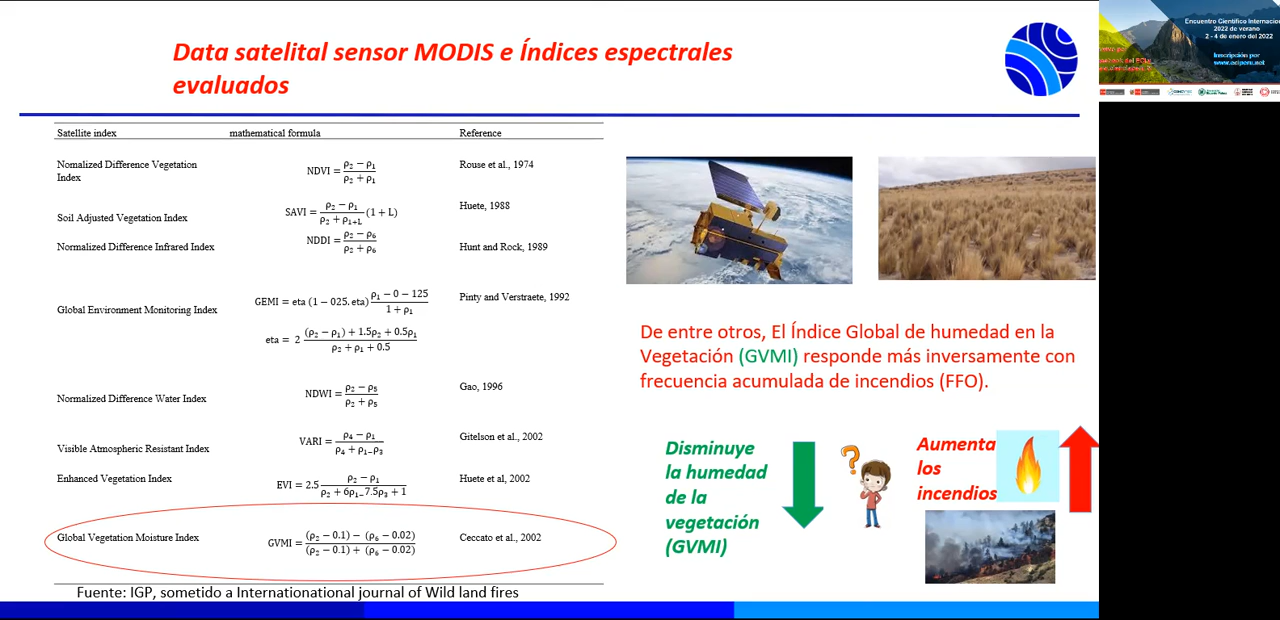 Data satelital sensor MODIS e Índices espectrales
evaluados
Satellite index mathematical formula Reference
Nomalized Difference Vegetation
Index
NDVI = (ρ₂ − ρ₁)/(ρ₂ + ρ₁)
Rouse et al., 1974
Soil Adjusted Vegetation Index
SAVI = (ρ₂ − ρ₁)/(ρ₂ + ρ₁₊L) (1 + L)
Huete, 1988
Normalized Difference Infrared Index
NDDI = (ρ₂ − ρ₆)/(ρ₂ + ρ₆)
Hunt and Rock, 1989
Global Environment Monitoring Index
GEMI = eta (1 − 025. eta) (ρ₁ − 0 − 125)/(1 + ρ₁)
eta = 2 ((ρ₂ − ρ₁) + 1.5ρ₂ + 0.5ρ₁)/(ρ₂ + ρ₁ + 0.5)
Pinty and Verstraete, 1992
Normalized Difference Water Index
NDWI = (ρ₂ − ρ₅)/(ρ₂ + ρ₅)
Gao, 1996
Visible Atmospheric Resistant Index
VARI = (ρ₄ − ρ₁)/(ρ₄ + ρ₁₋ρ₃)
Gitelson et al., 2002
Enhanced Vegetation Index
EVI = 2.5 (ρ₂ − ρ₁)/(ρ₂ + 6ρ₁₋7.5ρ₃ + 1)
Huete et al, 2002
Global Vegetation Moisture Index
GVMI = ((ρ₂ − 0.1) − (ρ₆ − 0.02))/((ρ₂ − 0.1) + (ρ₆ − 0.02))
Ceccato et al., 2002
Fuente: IGP, sometido a Internationational journal of Wild land fires
De entre otros, El Índice Global de humedad en la
Vegetación (GVMI) responde más inversamente con
frecuencia acumulada de incendios (FFO).
Disminuye
la humedad
de la
vegetación
(GVMI)
?
Aumenta
los
incendios
Encuentro Científico Internacio
2022 de verano
2 - 4 de enero del 2022
Inscripción por
www.eciperu.net